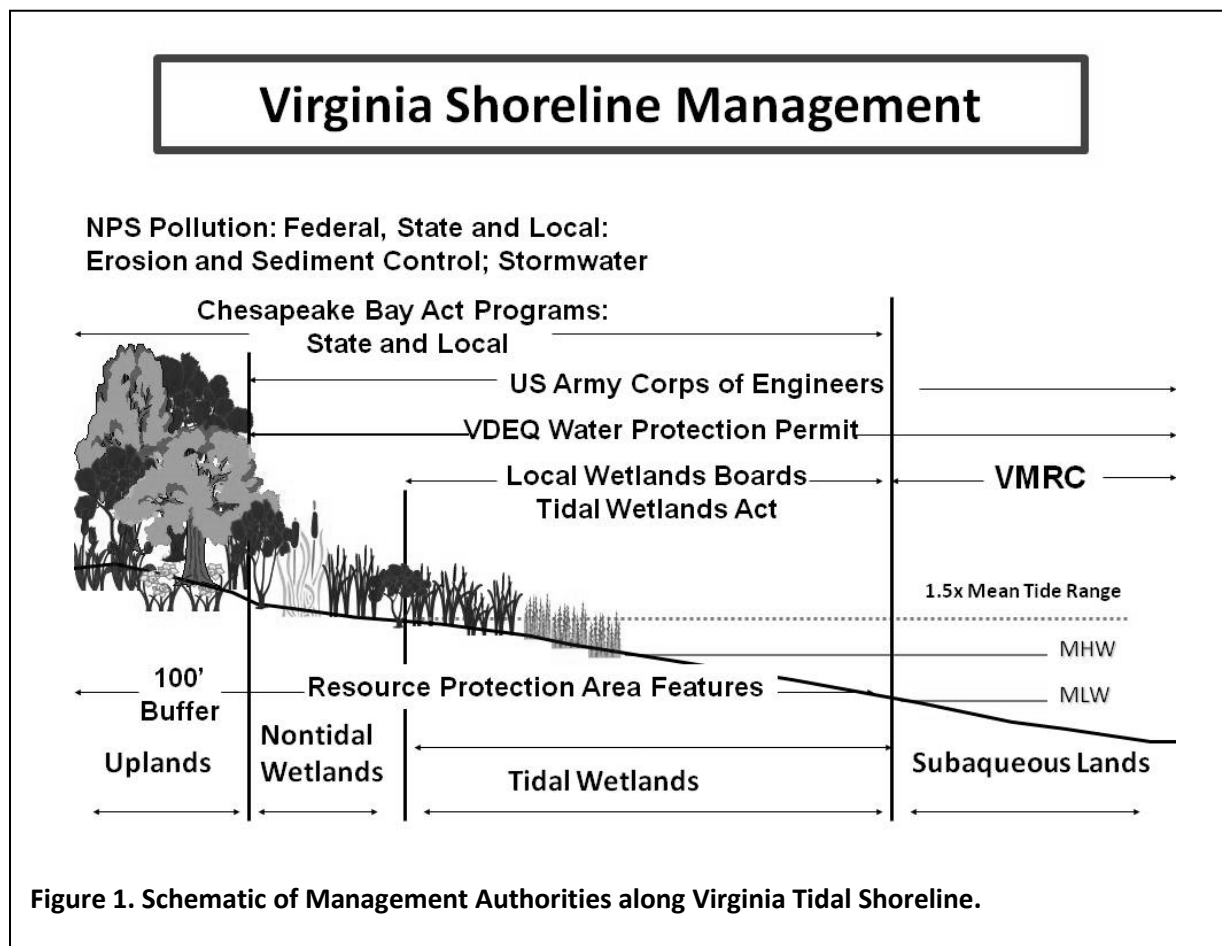 Virginia Shoreline Management
NPS Pollution: Federal, State and Local:
Erosion and Sediment Control; Stormwater
Chesapeake Bay Act Programs:
State and Local
US Army Corps of Engineers
VDEQ Water Protection Permit
Local Wetlands Boards
Tidal Wetlands Act
VMRC
1.5x Mean Tide Range
MHW
MLW
100'
Buffer
Resource Protection Area Features
Uplands
Nontidal
Wetlands
Tidal Wetlands
Subaqueous Lands
Figure 1. Schematic of Management Authorities along Virginia Tidal Shoreline.